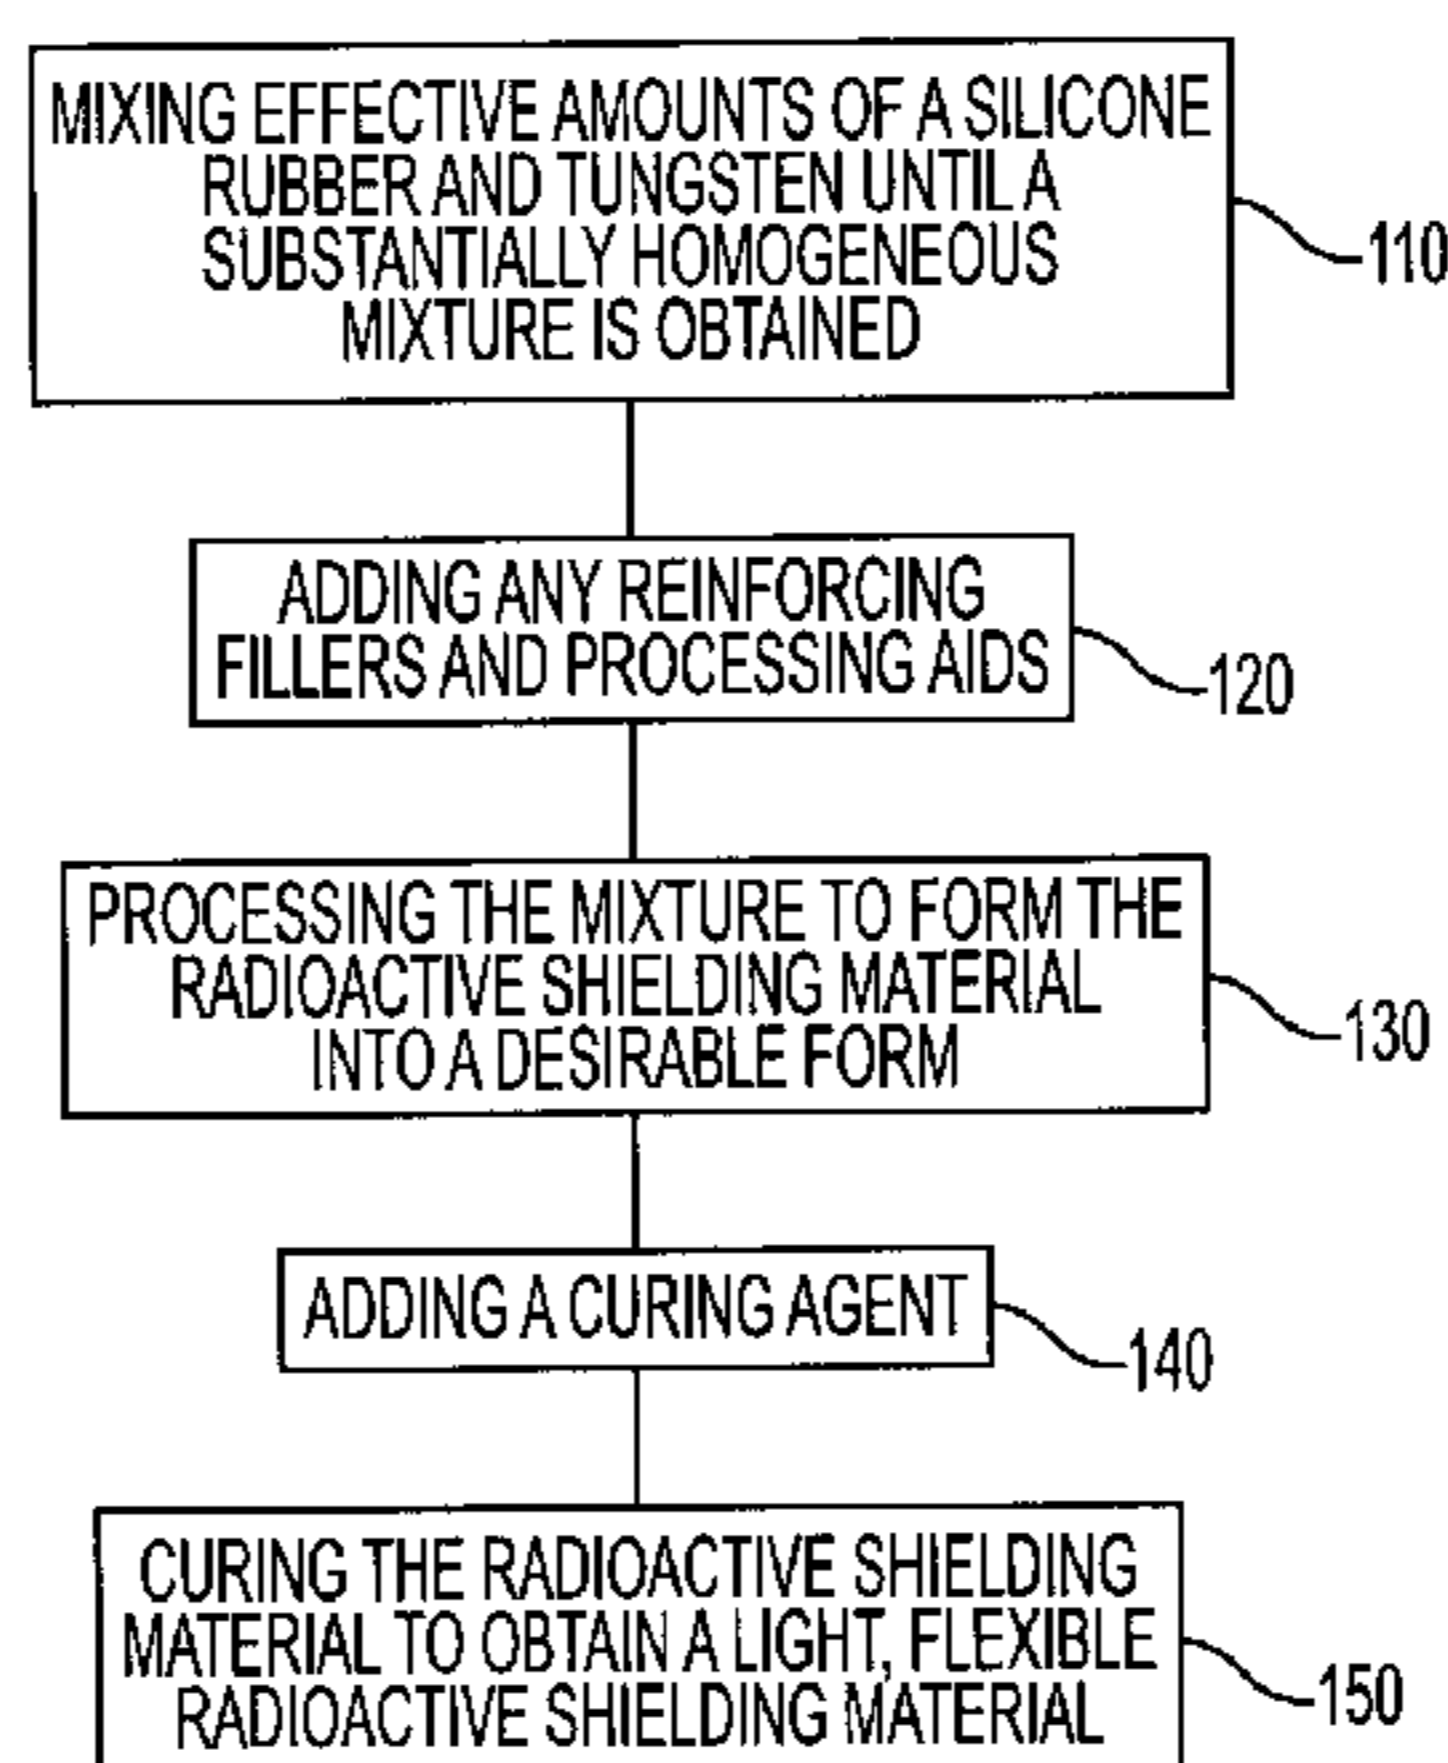 MIXING EFFECTIVE AMOUNTS OF A SILICONE
RUBBER AND TUNGSTEN UNTIL A
SUBSTANTIALLY HOMOGENEOUS
MIXTURE IS OBTAINED
110
ADDING ANY REINFORCING
FILLERS AND PROCESSING AIDS
120
PROCESSING THE MIXTURE TO FORM THE
RADIOACTIVE SHIELDING MATERIAL
INTO A DESIRABLE FORM
130
ADDING A CURING AGENT
140
CURING THE RADIOACTIVE SHIELDING
MATERIAL TO OBTAIN A LIGHT, FLEXIBLE
RADIOACTIVE SHIELDING MATERIAL
150